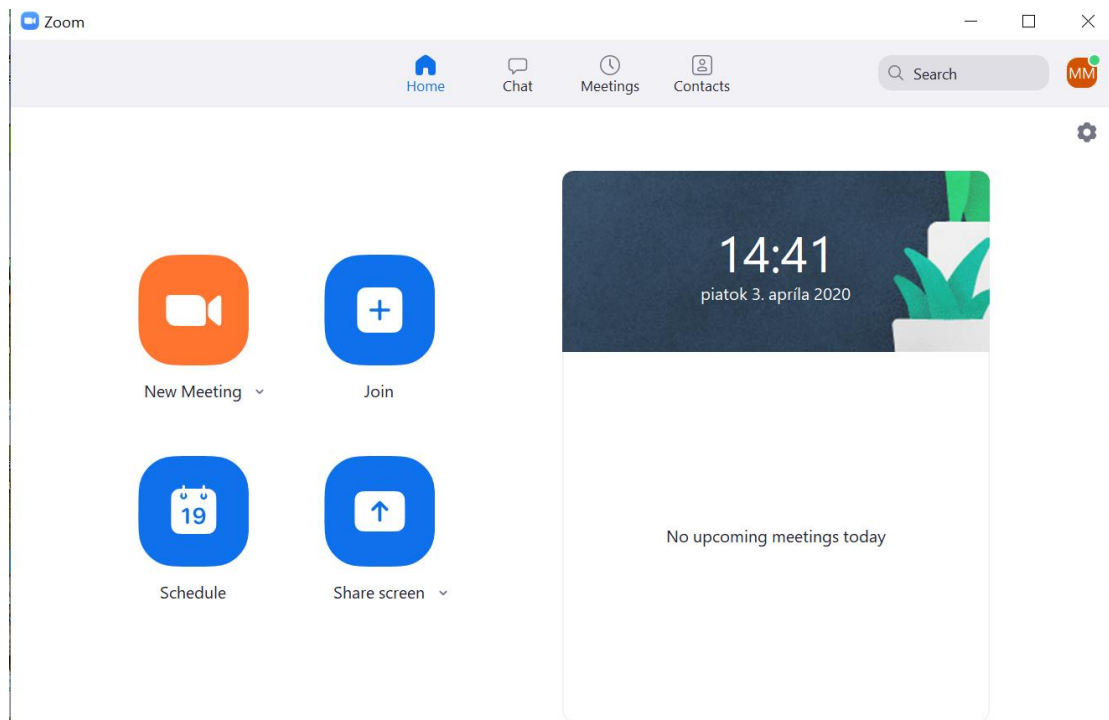 Zoom
Home
Chat
Meetings
Contacts
Search
MM
New Meeting
Join
19
Schedule
Share screen
14:41
piatok 3. apríla 2020
No upcoming meetings today